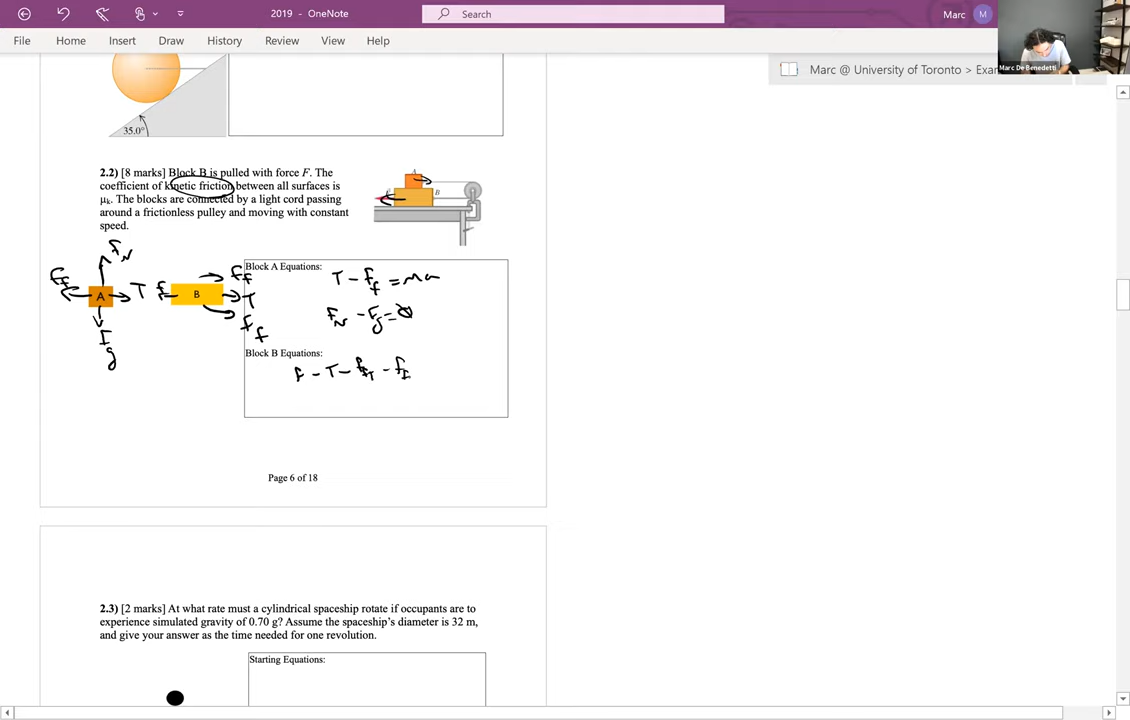 2019 - OneNote
Search
Marc
M
File
Home
Insert
Draw
History
Review
View
Help
Marc De Benedetti
Marc @ University of Toronto > Exa
35.0°
2.2) [8 marks] Block B is pulled with force F. The
coefficient of kinetic friction between all surfaces is
μk. The blocks are connected by a light cord passing
around a frictionless pulley and moving with constant
speed.
A
B
FN
Ff
A
T
Fg
F
B
Ff
T
Ff
Block A Equations:
T - Ff = ma
FN - Fg = 0
Block B Equations:
F - T - FfT - Ff
Page 6 of 18
2.3) [2 marks] At what rate must a cylindrical spaceship rotate if occupants are to
experience simulated gravity of 0.70 g? Assume the spaceship's diameter is 32 m,
and give your answer as the time needed for one revolution.
Starting Equations: